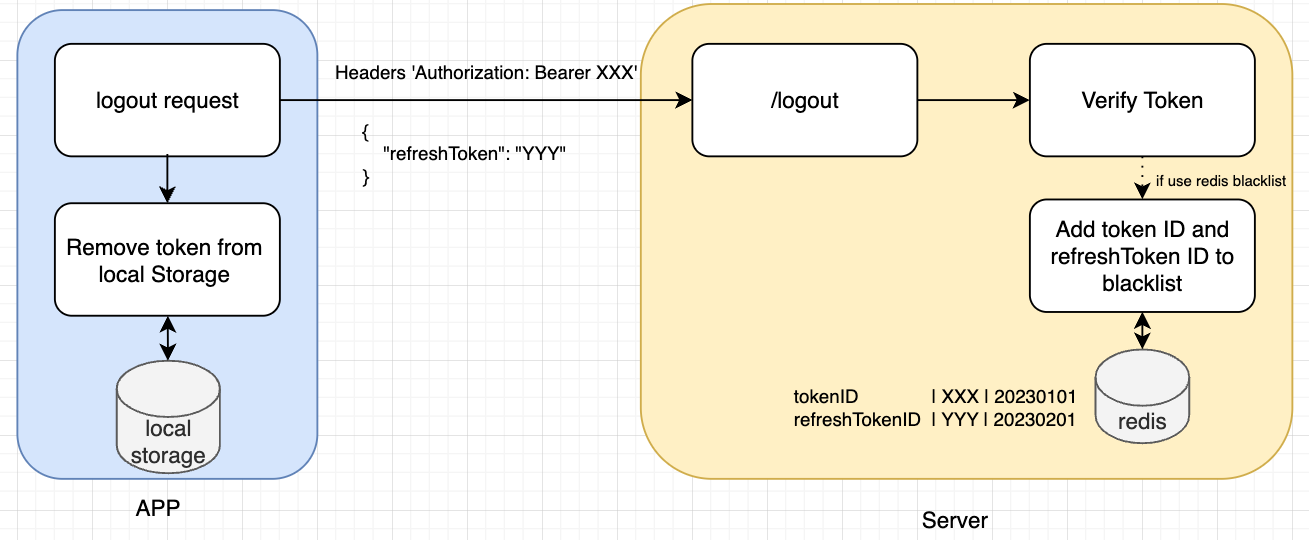 logout request
Headers 'Authorization: Bearer XXX'
{
"refreshToken": "YYY"
}
/logout
Verify Token
if use redis blacklist
Remove token from
local Storage
Add token ID and
refreshToken ID to
blacklist
local
storage
tokenID | XXX | 20230101
refreshTokenID | YYY | 20230201
redis
APP
Server